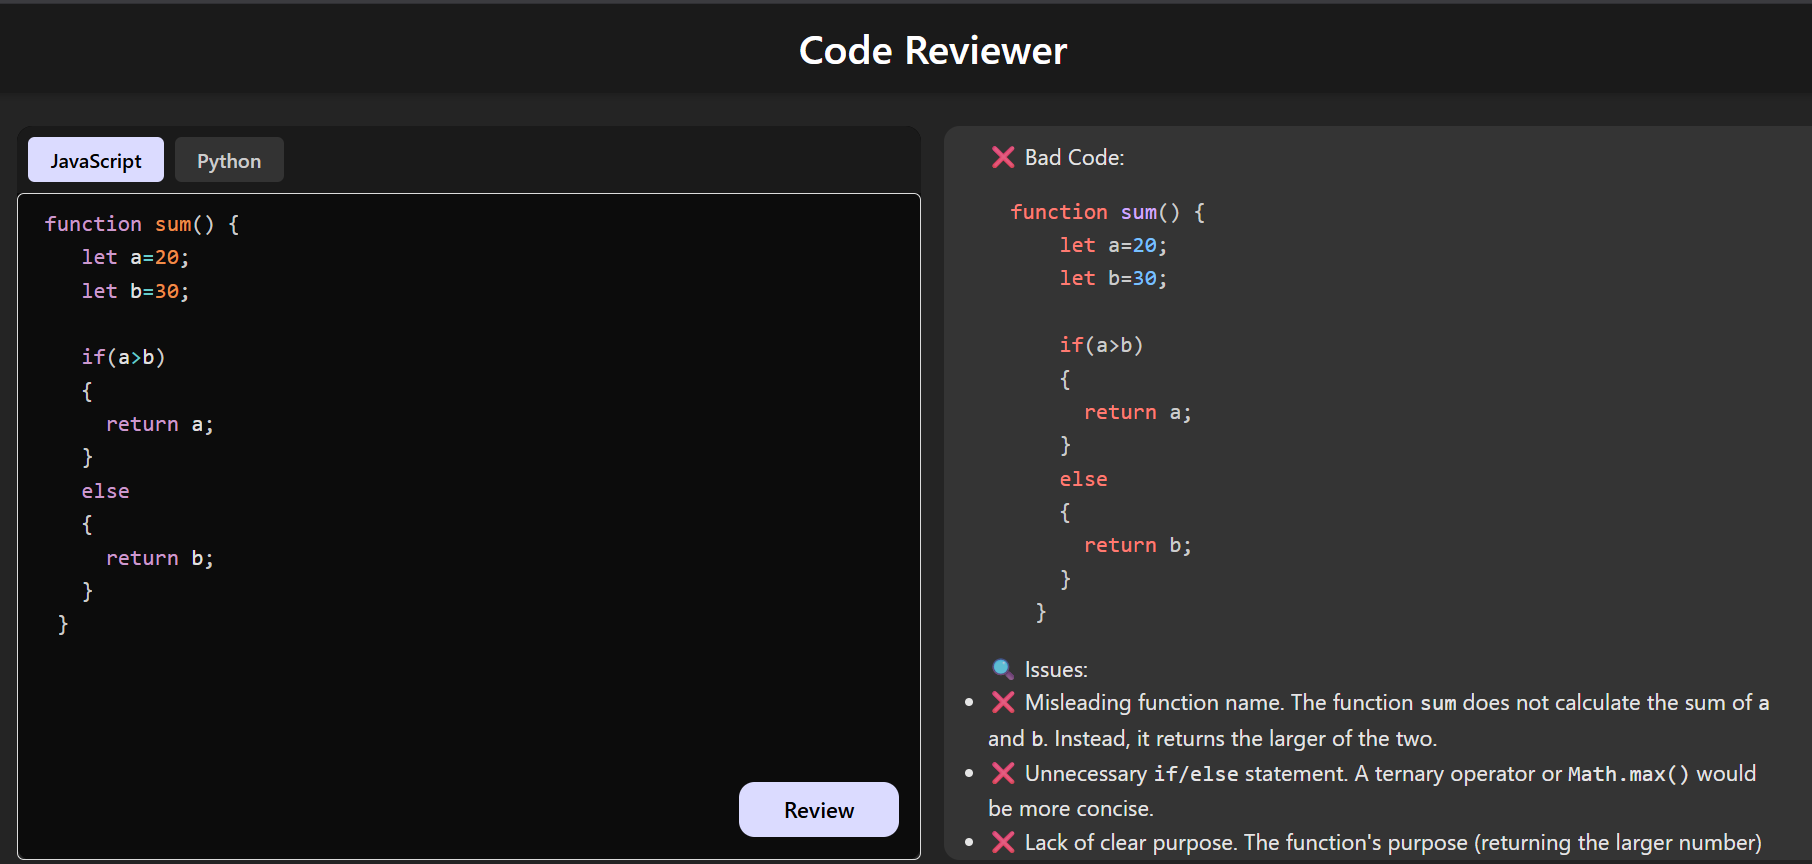 Code Reviewer
JavaScript Python
function sum() {
   let a=20;
   let b=30;

   if(a>b)
   {
     return a;
   }
   else
   {
     return b;
   }
 }
Review
❌ Bad Code:
function sum() {
    let a=20;
    let b=30;

    if(a>b)
    {
      return a;
    }
    else
    {
      return b;
    }
  }
🔍 Issues:
• ❌ Misleading function name. The function sum does not calculate the sum of a
and b. Instead, it returns the larger of the two.
• ❌ Unnecessary if/else statement. A ternary operator or Math.max() would
be more concise.
• ❌ Lack of clear purpose. The function's purpose (returning the larger number)